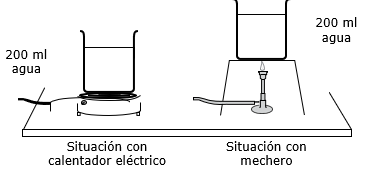 200 ml
agua
200 ml
agua
Situación con
calentador eléctrico
Situación con
mechero